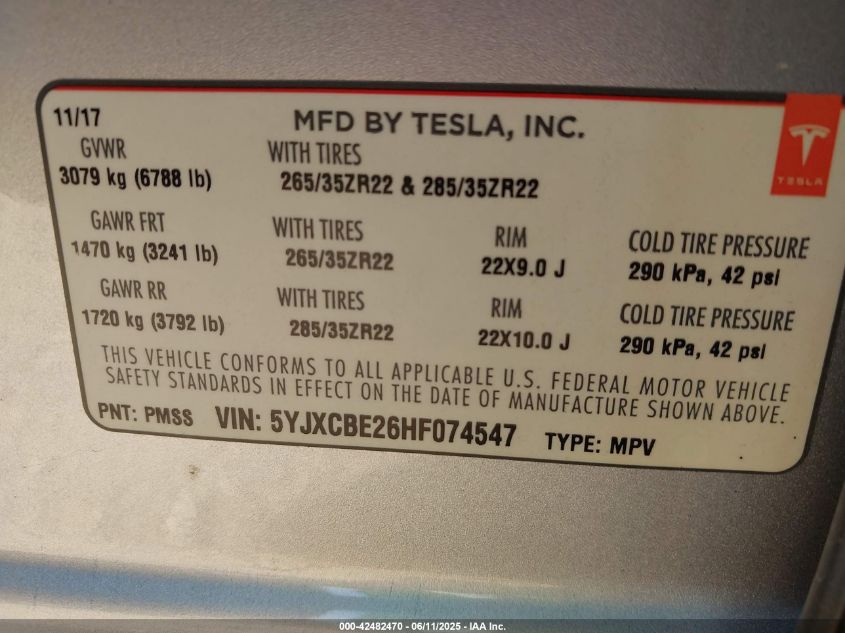 11/17
MFD BY TESLA, INC.
TESLA
GVWR
WITH TIRES
3079 kg (6788 lb)
265/35ZR22 & 285/35ZR22
GAWR FRT
WITH TIRES
RIM
COLD TIRE PRESSURE
1470 kg (3241 lb)
265/35ZR22
22X9.0 J
290 kPa, 42 psi
GAWR RR
WITH TIRES
RIM
COLD TIRE PRESSURE
1720 kg (3792 lb)
285/35ZR22
22X10.0 J
290 kPa, 42 psi
THIS VEHICLE CONFORMS TO ALL APPLICABLE U.S. FEDERAL MOTOR VEHICLE
SAFETY STANDARDS IN EFFECT ON THE DATE OF MANUFACTURE SHOWN ABOVE.
PNT: PMSS VIN: 5YJXCBE26HF074547 TYPE: MPV
000-42482470 - 06/11/2025 - IAA Inc.